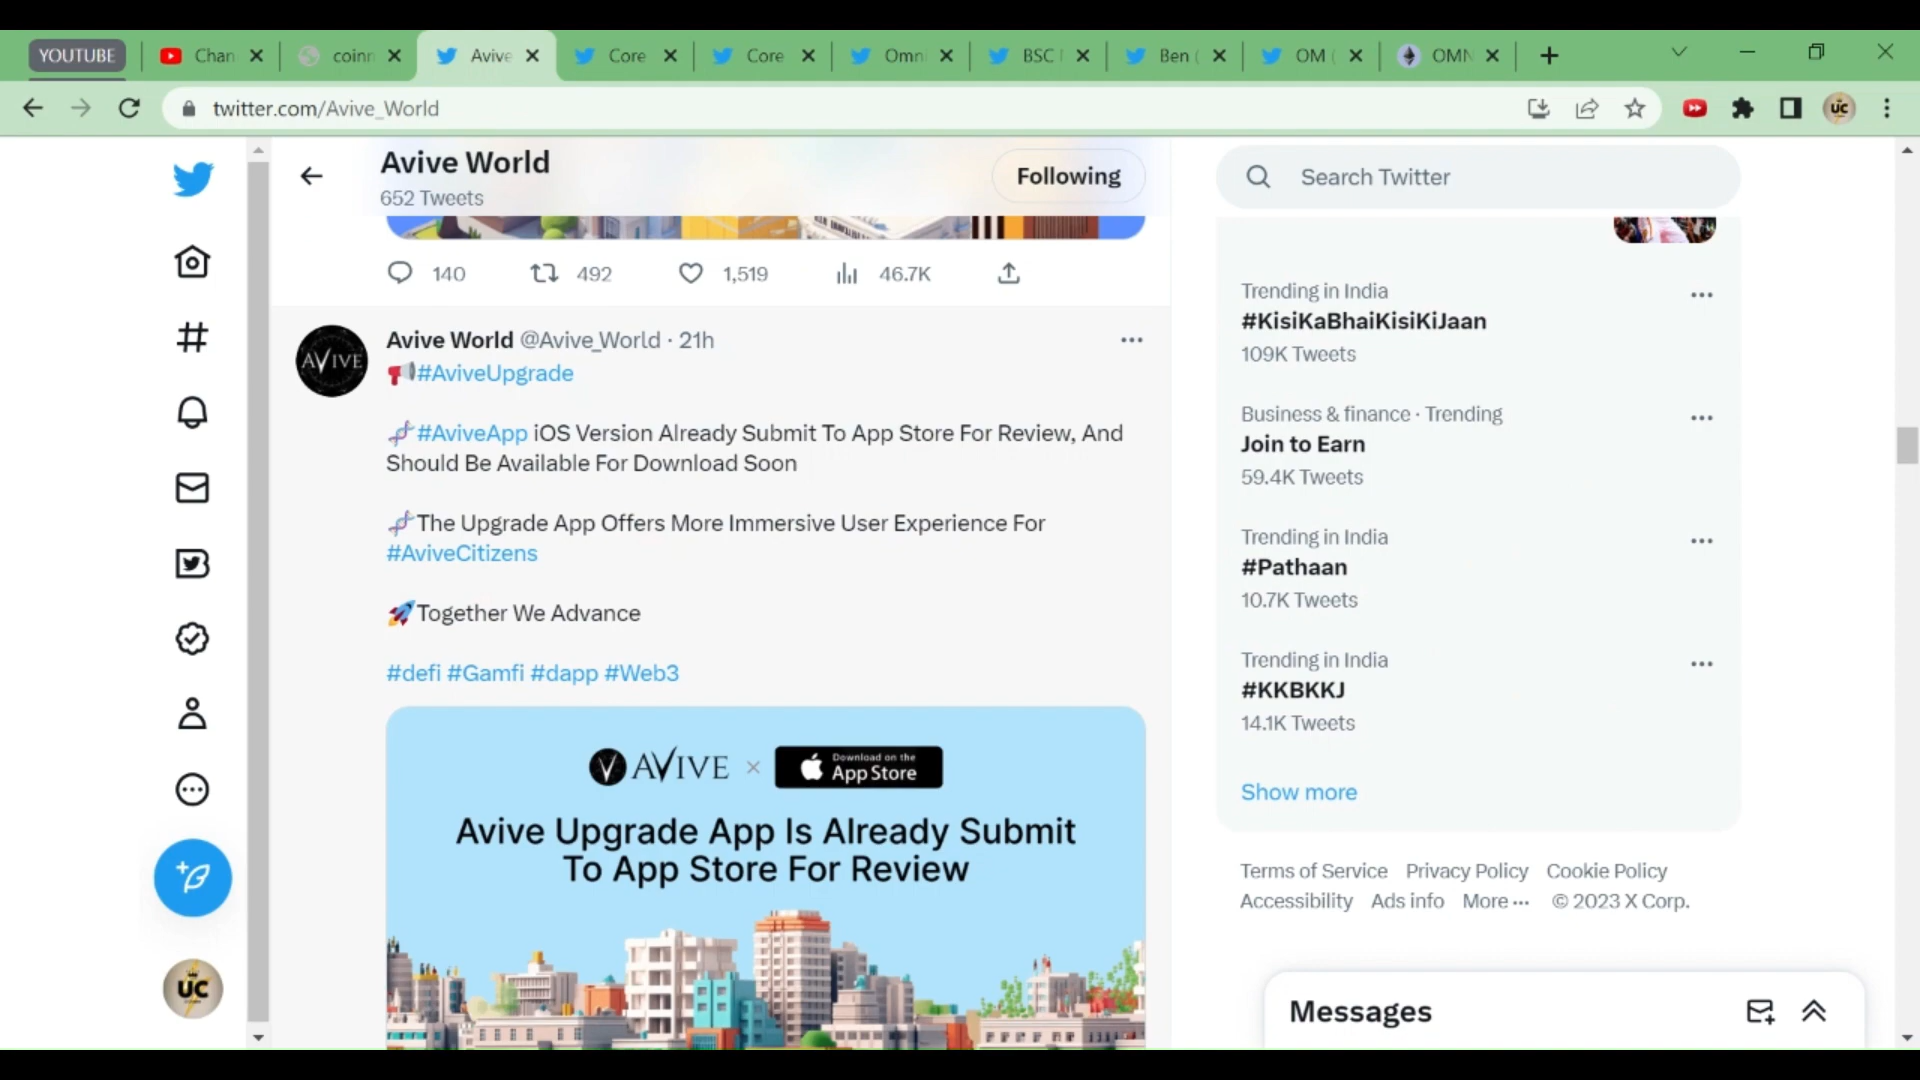 YOUTUBE
Chan
coinn
Avive
Core
Core
Omn
BSC
Ben (
OM (
OMN
twitter.com/Avive_World
UC
Avive World
652 Tweets
Following
140
492
1,519
46.7K
AVIVE
Avive World @Avive_World · 21h
#AviveUpgrade
#AviveApp iOS Version Already Submit To App Store For Review, And
Should Be Available For Download Soon
The Upgrade App Offers More Immersive User Experience For
#AviveCitizens
Together We Advance
#defi #Gamfi #dapp #Web3
AVIVE × Download on the
App Store
Avive Upgrade App Is Already Submit
To App Store For Review
UC
Search Twitter
Trending in India
#KisiKaBhaiKisiKiJaan
109K Tweets
Business & finance · Trending
Join to Earn
59.4K Tweets
Trending in India
#Pathaan
10.7K Tweets
Trending in India
#KKBKKJ
14.1K Tweets
Show more
Terms of Service Privacy Policy Cookie Policy
Accessibility Ads info More ··· © 2023 X Corp.
Messages